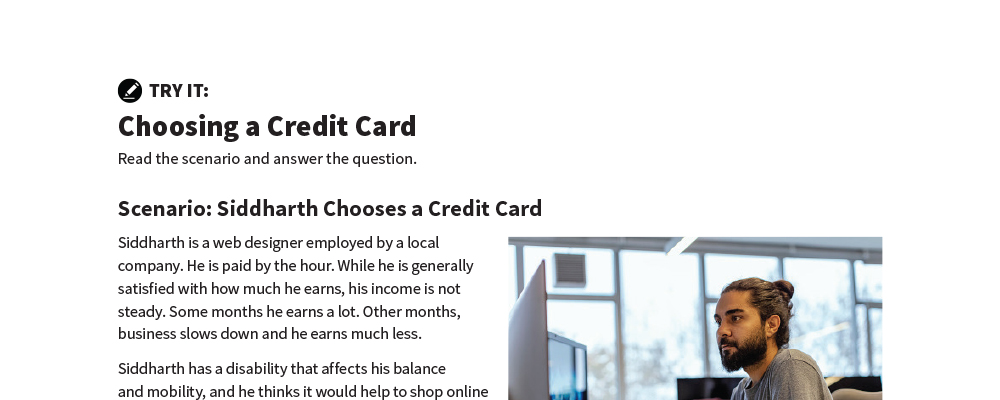 TRY IT:
Choosing a Credit Card
Read the scenario and answer the question.
Scenario: Siddharth Chooses a Credit Card
Siddharth is a web designer employed by a local
company. He is paid by the hour. While he is generally
satisfied with how much he earns, his income is not
steady. Some months he earns a lot. Other months,
business slows down and he earns much less.
Siddharth has a disability that affects his balance
and mobility, and he thinks it would help to shop online